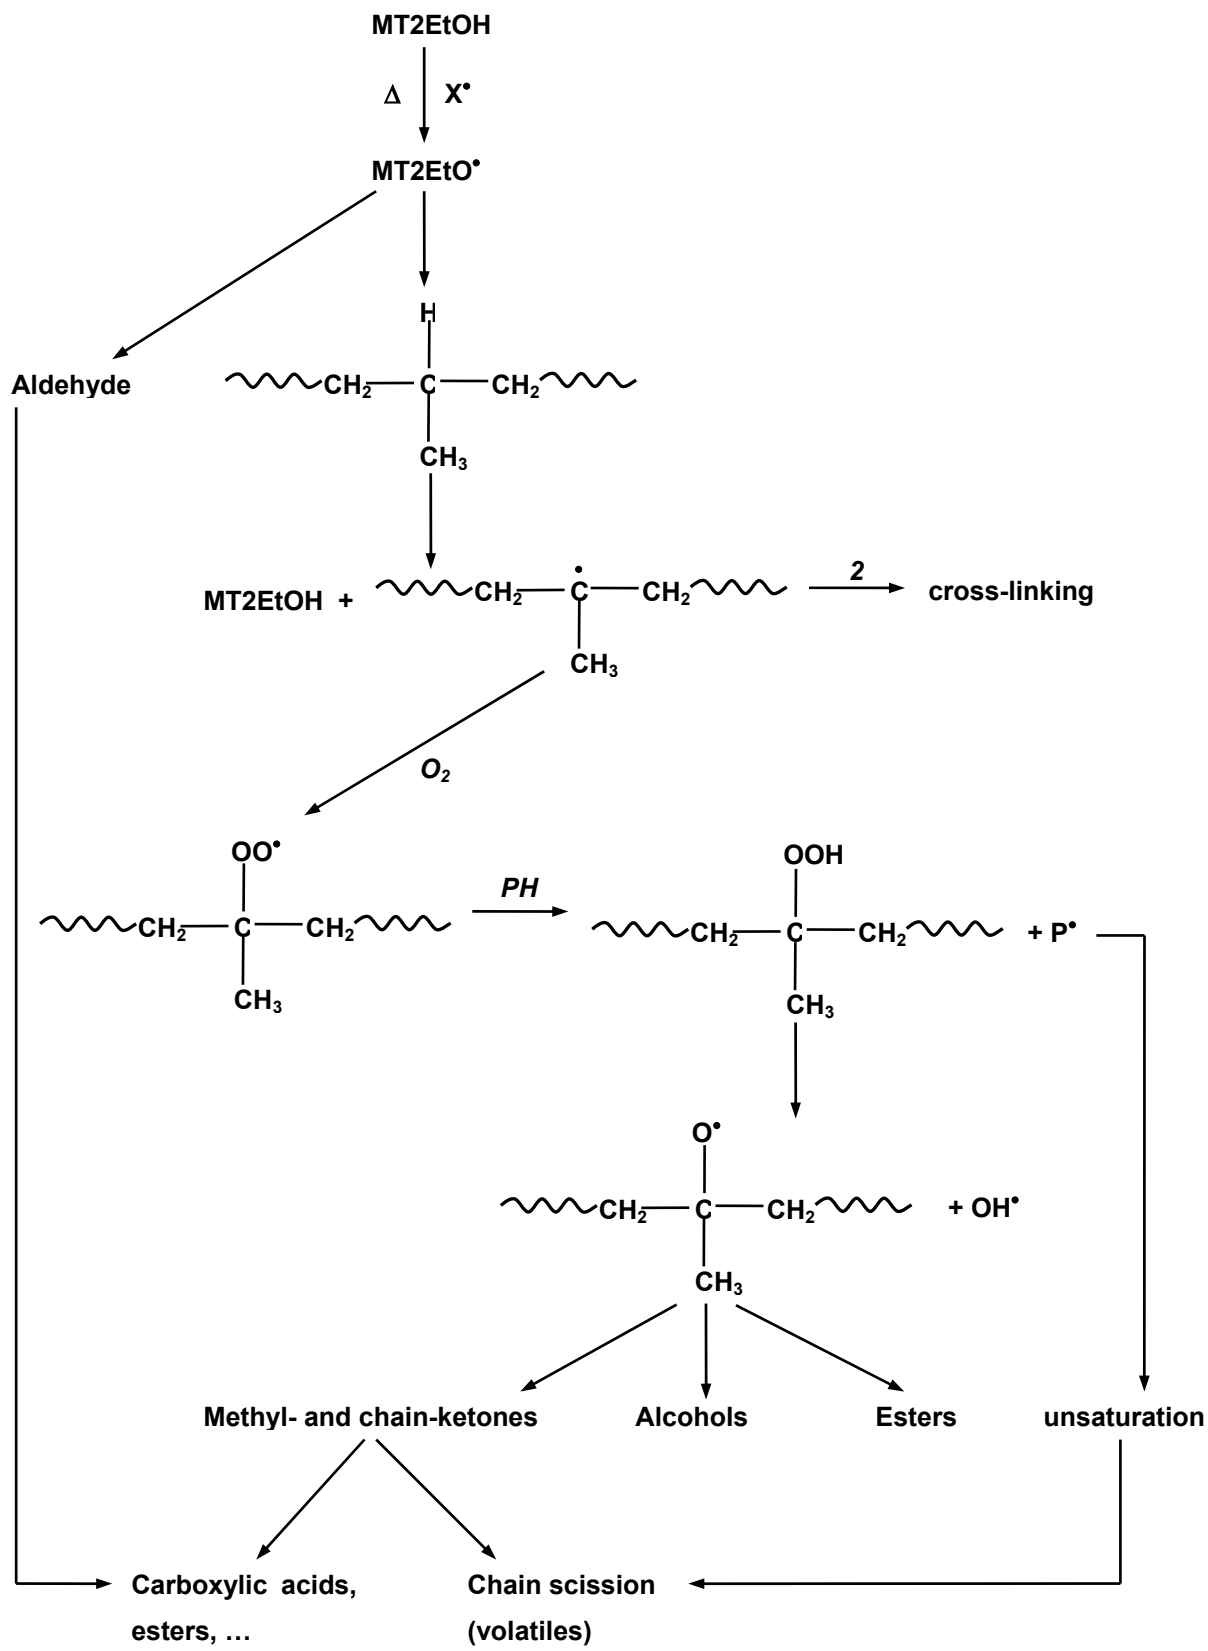 MT2EtOH
Δ X•
MT2EtO•
H
Aldehyde
CH₂ C CH₂
CH₃
MT2EtOH + CH₂ C• CH₂ 2 cross-linking
CH₃
O₂
OO•
CH₂ C CH₂
CH₃
PH
OOH
CH₂ C CH₂ + P•
CH₃
O•
CH₂ C CH₂ + OH•
CH₃
Methyl- and chain-ketones Alcohols Esters unsaturation
Carboxylic acids,
esters, …
Chain scission
(volatiles)